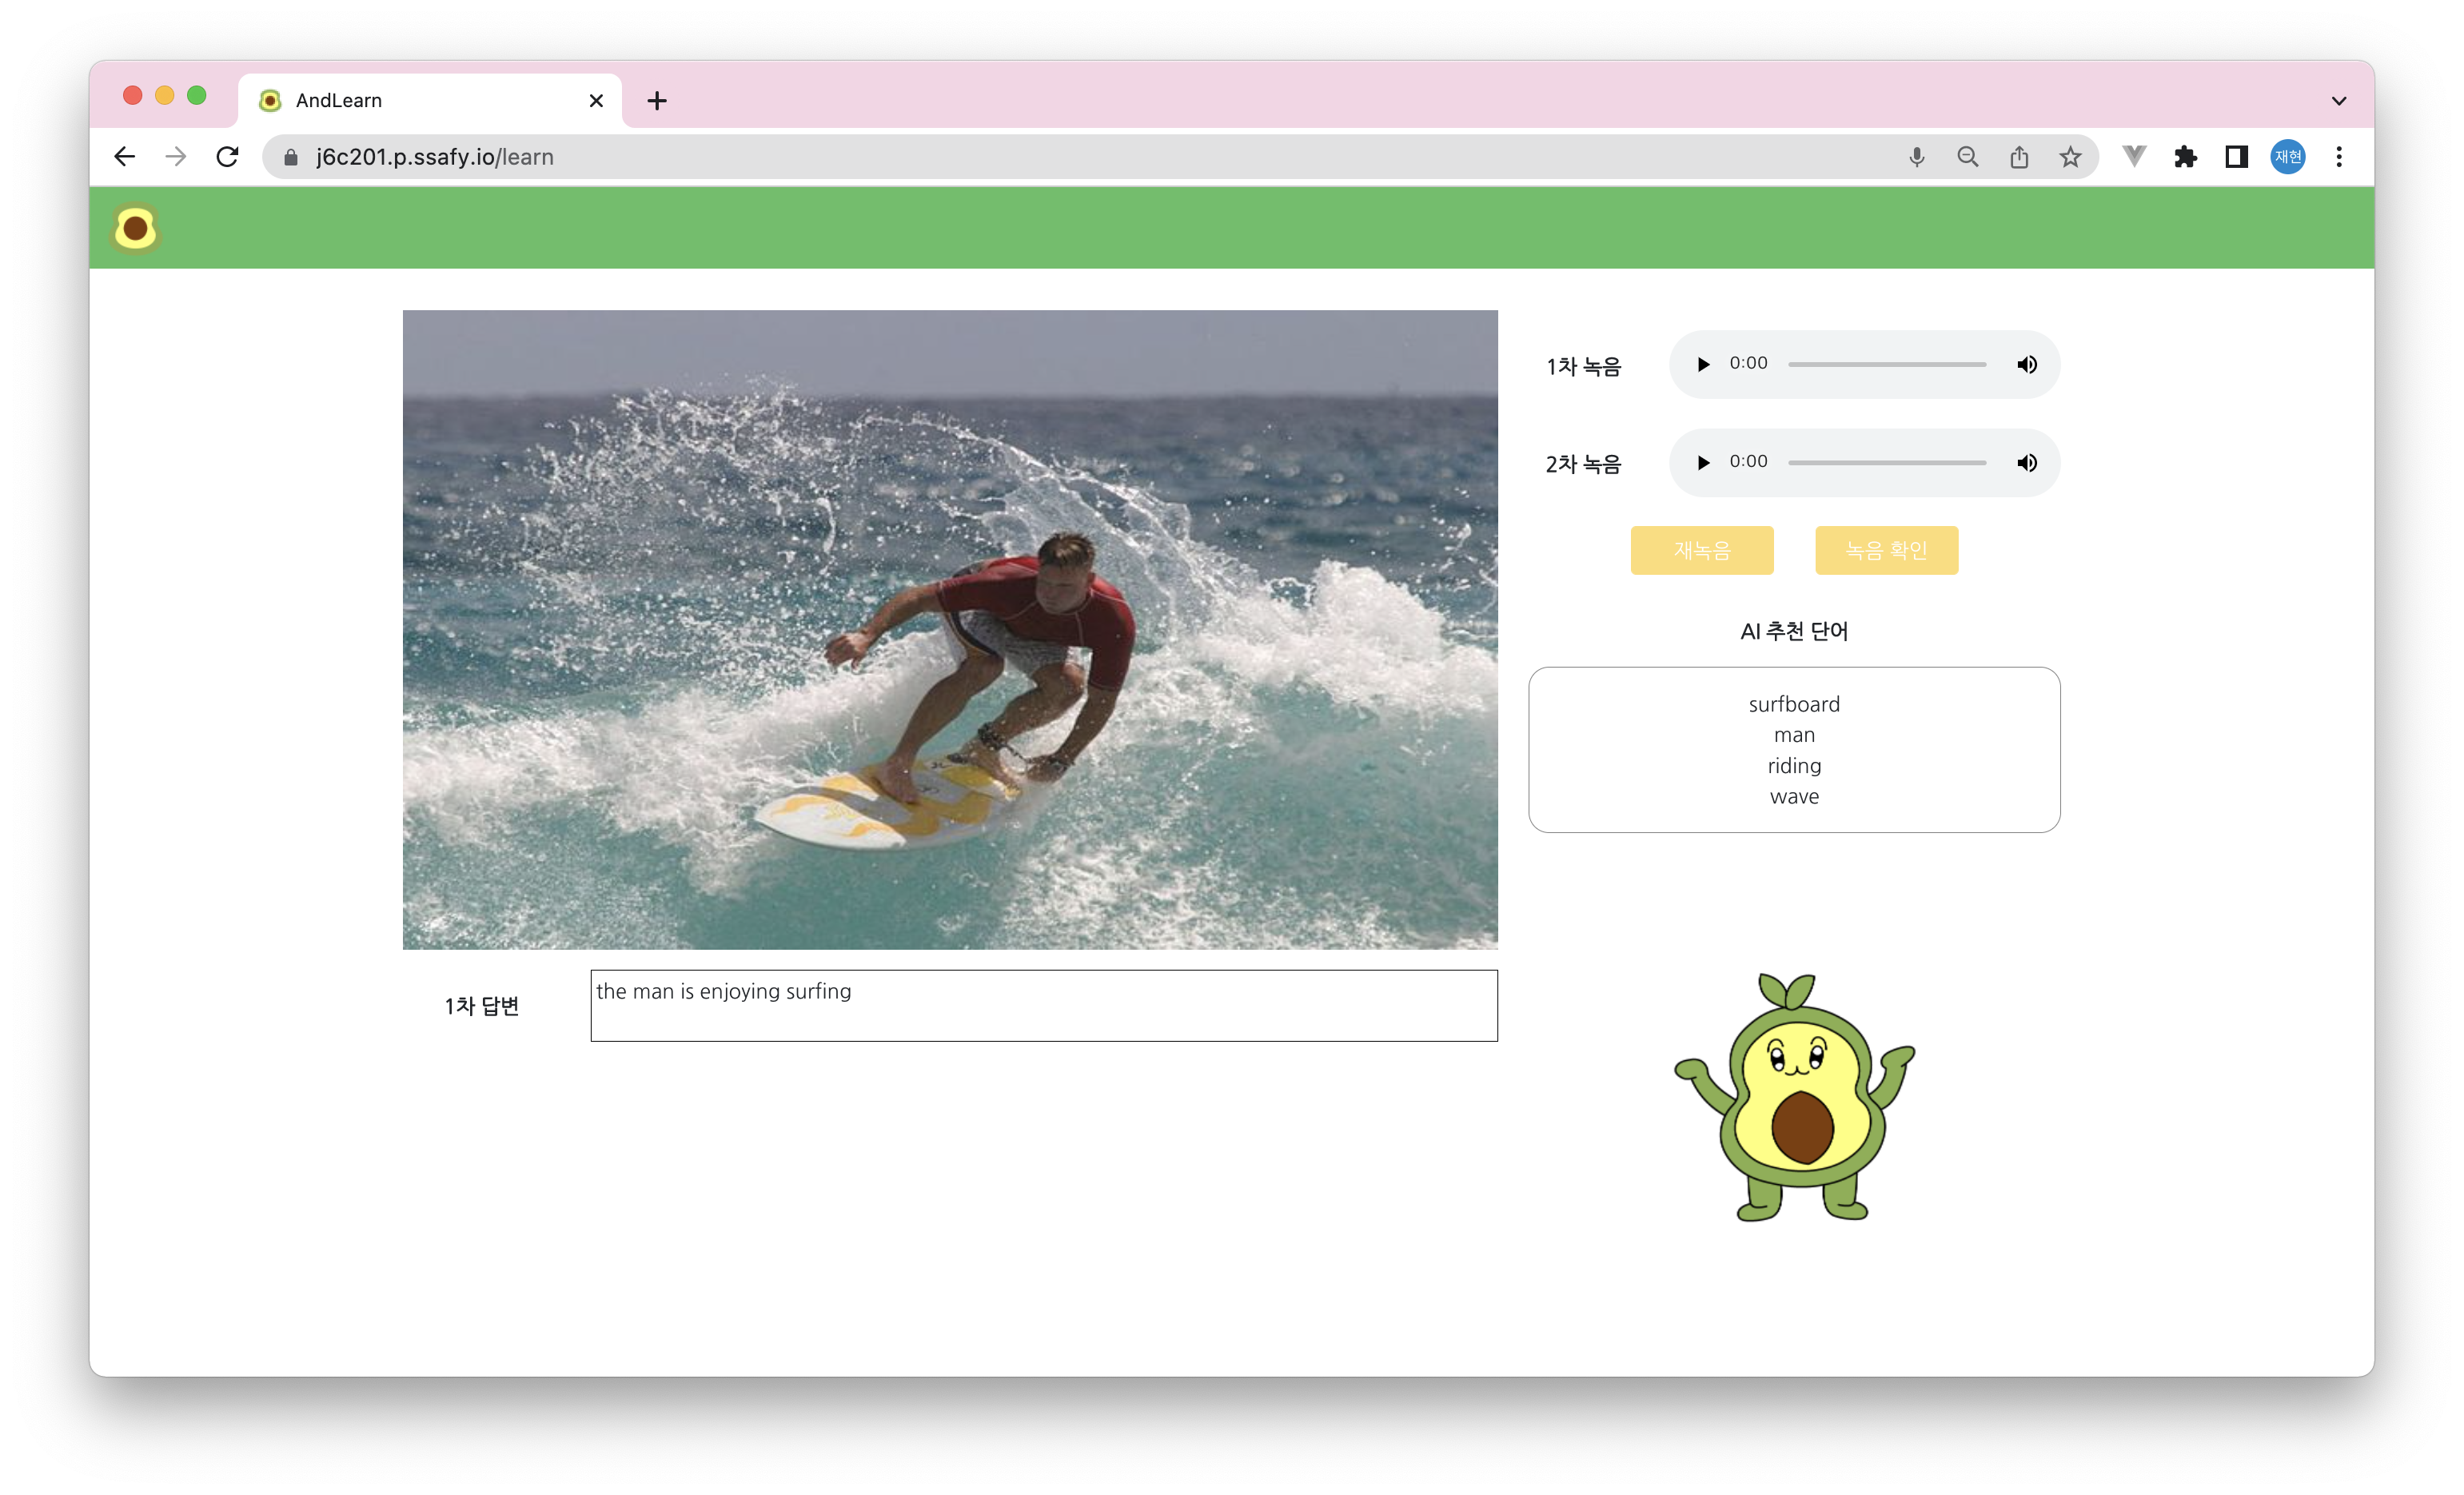 AndLearn
j6c201.p.ssafy.io/learn
재현
1차 녹음
0:00
2차 녹음
0:00
재녹음
녹음 확인
AI 추천 단어
surfboard
man
riding
wave
1차 답변
the man is enjoying surfing